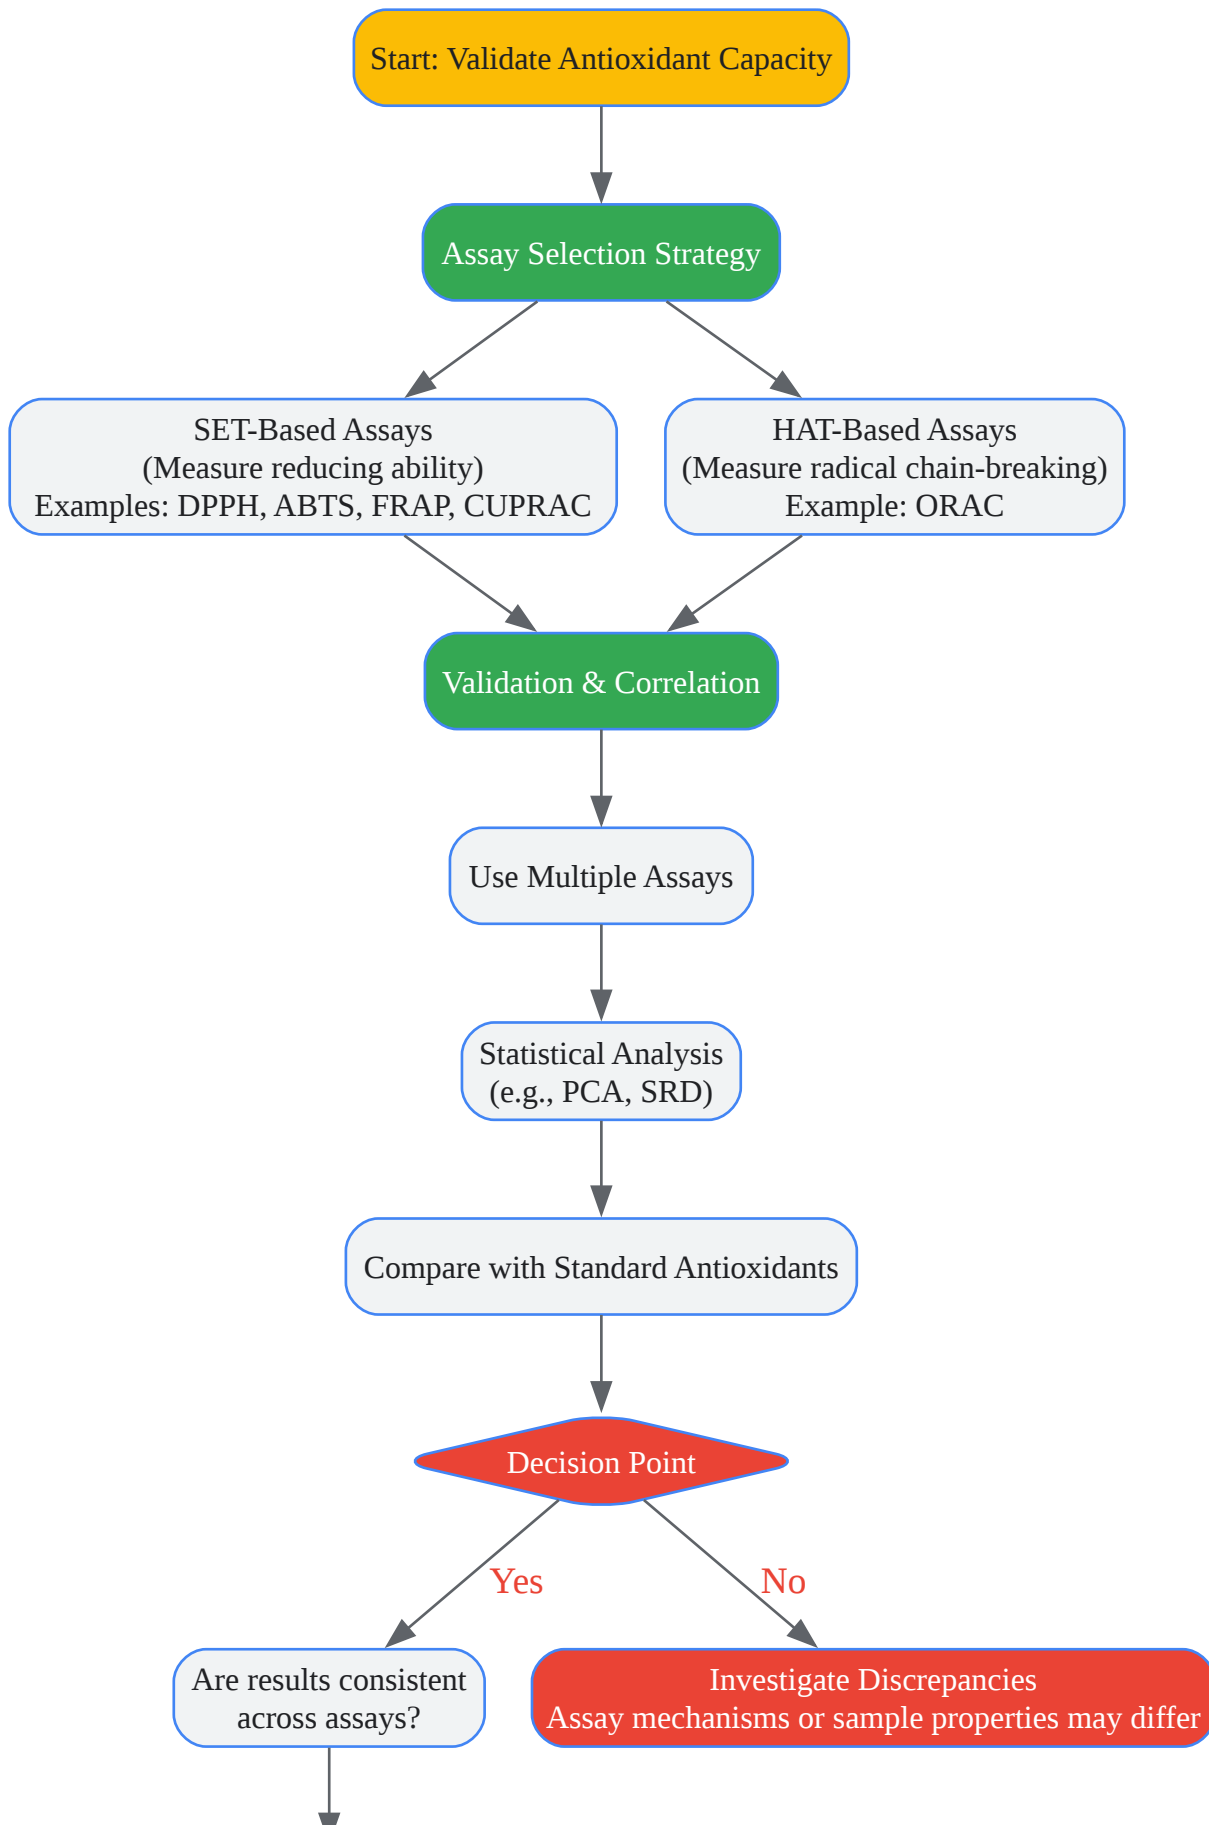 Start: Validate Antioxidant Capacity
Assay Selection Strategy
SET-Based Assays
(Measure reducing ability)
Examples: DPPH, ABTS, FRAP, CUPRAC
HAT-Based Assays
(Measure radical chain-breaking)
Example: ORAC
Validation & Correlation
Use Multiple Assays
Statistical Analysis
(e.g., PCA, SRD)
Compare with Standard Antioxidants
Decision Point
Yes
No
Are results consistent
across assays?
Investigate Discrepancies
Assay mechanisms or sample properties may differ